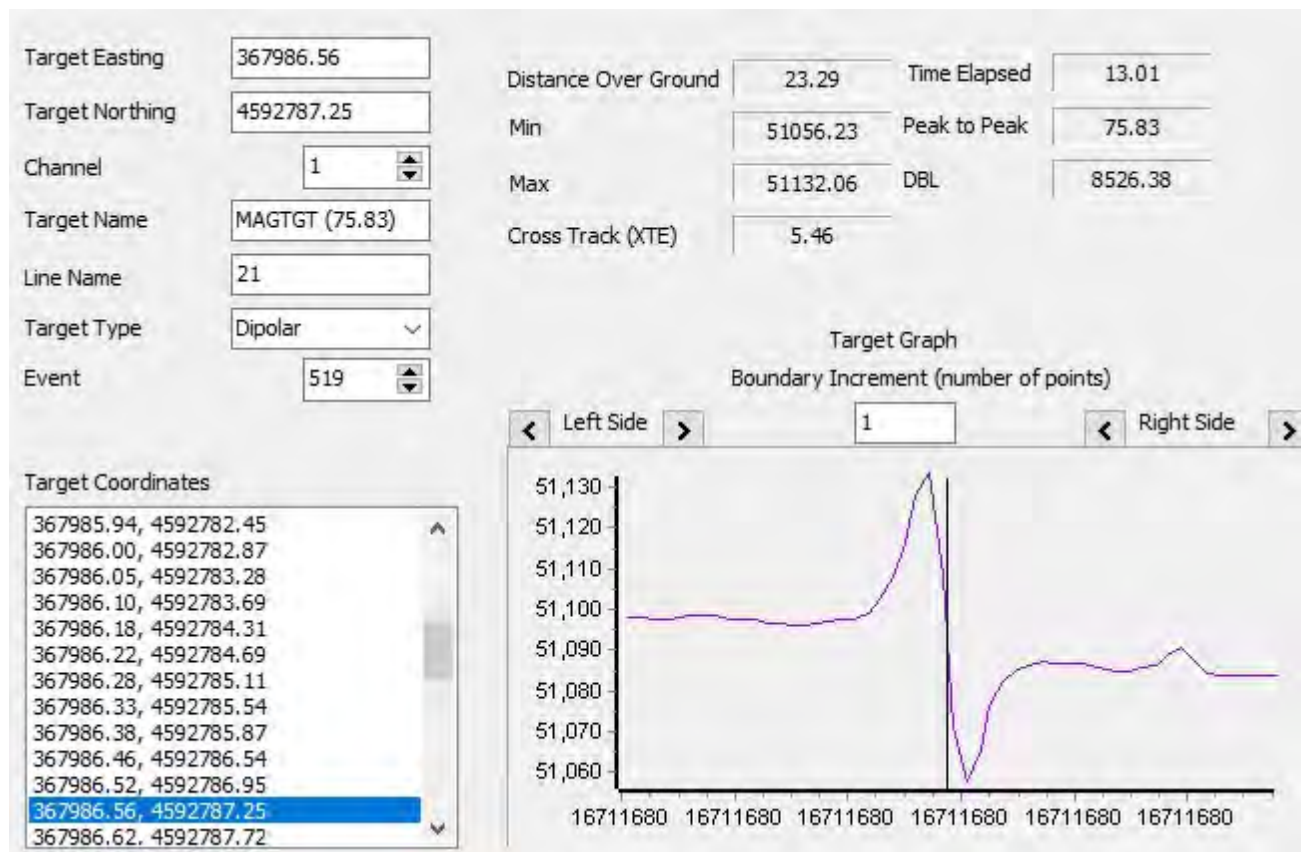 Target Easting 367986.56
Target Northing 4592787.25
Channel 1
Target Name MAGTGT (75.83)
Line Name 21
Target Type Dipolar
Event 519
Distance Over Ground 23.29 Time Elapsed 13.01
Min 51056.23 Peak to Peak 75.83
Max 51132.06 DBL 8526.38
Cross Track (XTE) 5.46
Target Graph
Boundary Increment (number of points)
< Left Side > 1 < Right Side >
Target Coordinates
367985.94, 4592782.45
367986.00, 4592782.87
367986.05, 4592783.28
367986.10, 4592783.69
367986.18, 4592784.31
367986.22, 4592784.69
367986.28, 4592785.11
367986.33, 4592785.54
367986.38, 4592785.87
367986.46, 4592786.54
367986.52, 4592786.95
367986.56, 4592787.25
367986.62, 4592787.72
51,130
51,120
51,110
51,100
51,090
51,080
51,070
51,060
16711680 16711680 16711680 16711680 16711680 16711680